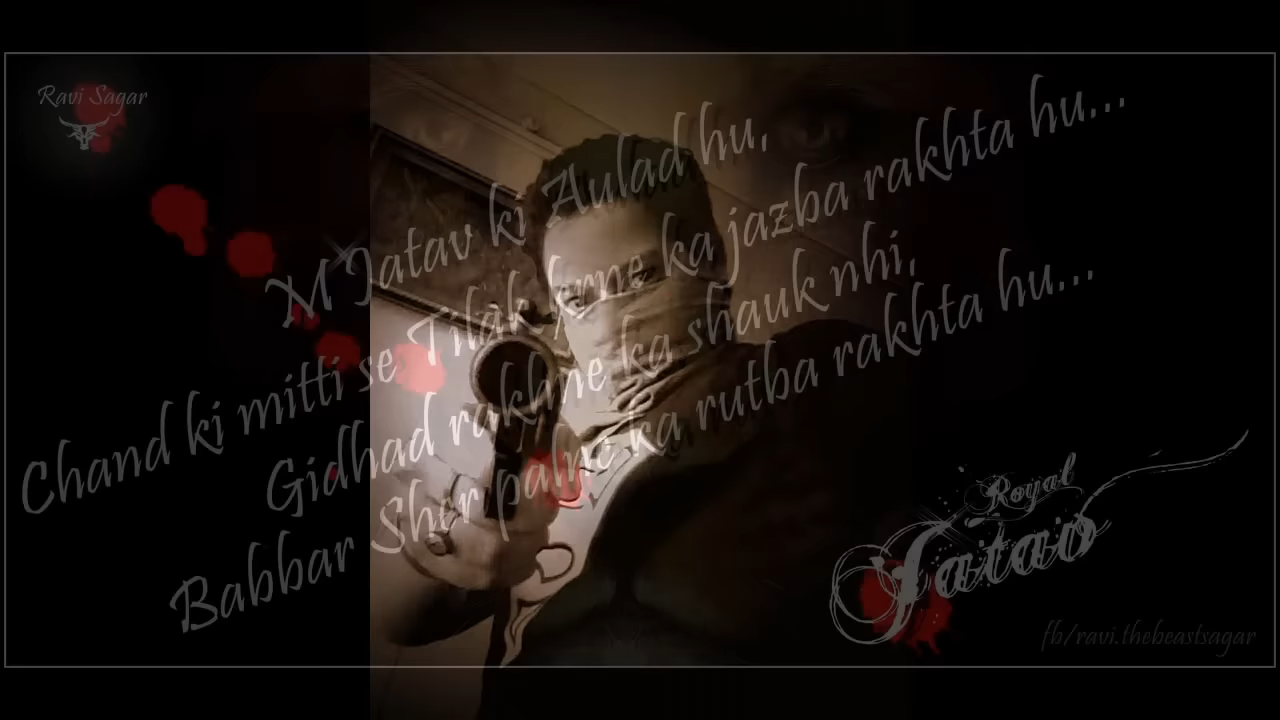 Ravi Sagar
M Jatav ki Aulad hu,
Chand ki mitti se Tilak krne ka jazba rakhta hu...
Gidhad rakhne ka shauk nhi,
Babbar Sher palne ka rutba rakhta hu...
Royal
Jatav
fb/ravi.thebeastsagar